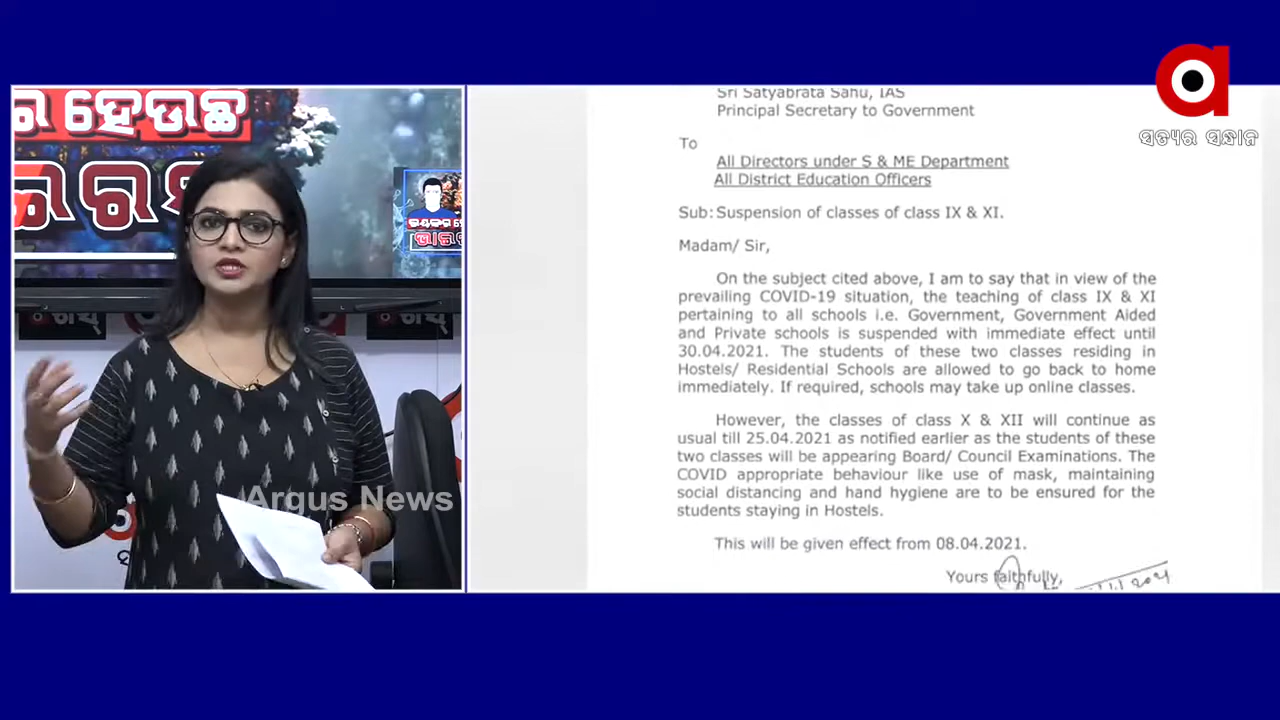 ର ହେଉଛି
ସତ୍ୟର ସନ୍ଧାନ
Argus News
Sri Satyabrata Sahu, IAS
Principal Secretary to Government
To
All Directors under S & ME Department
All District Education Officers
Sub: Suspension of classes of class IX & XI.
Madam/ Sir,
On the subject cited above, I am to say that in view of the
prevailing COVID-19 situation, the teaching of class IX & XI
pertaining to all schools i.e. Government, Government Aided
and Private schools is suspended with immediate effect until
30.04.2021. The students of these two classes residing in
Hostels/ Residential Schools are allowed to go back to home
immediately. If required, schools may take up online classes.
However, the classes of class X & XII will continue as
usual till 25.04.2021 as notified earlier as the students of these
two classes will be appearing Board/ Council Examinations. The
COVID appropriate behaviour like use of mask, maintaining
social distancing and hand hygiene are to be ensured for the
students staying in Hostels.
This will be given effect from 08.04.2021.
Yours faithfully,